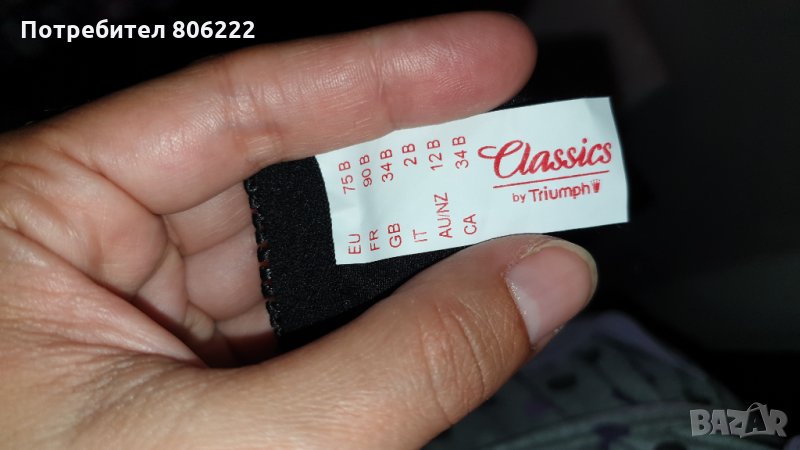 Потребител 806222
EU 75 B
FR 90 B
GB 34 B
IT 2 B
AU/NZ 12 B
CA 34 B
Classics
by Triumph
BAZAR